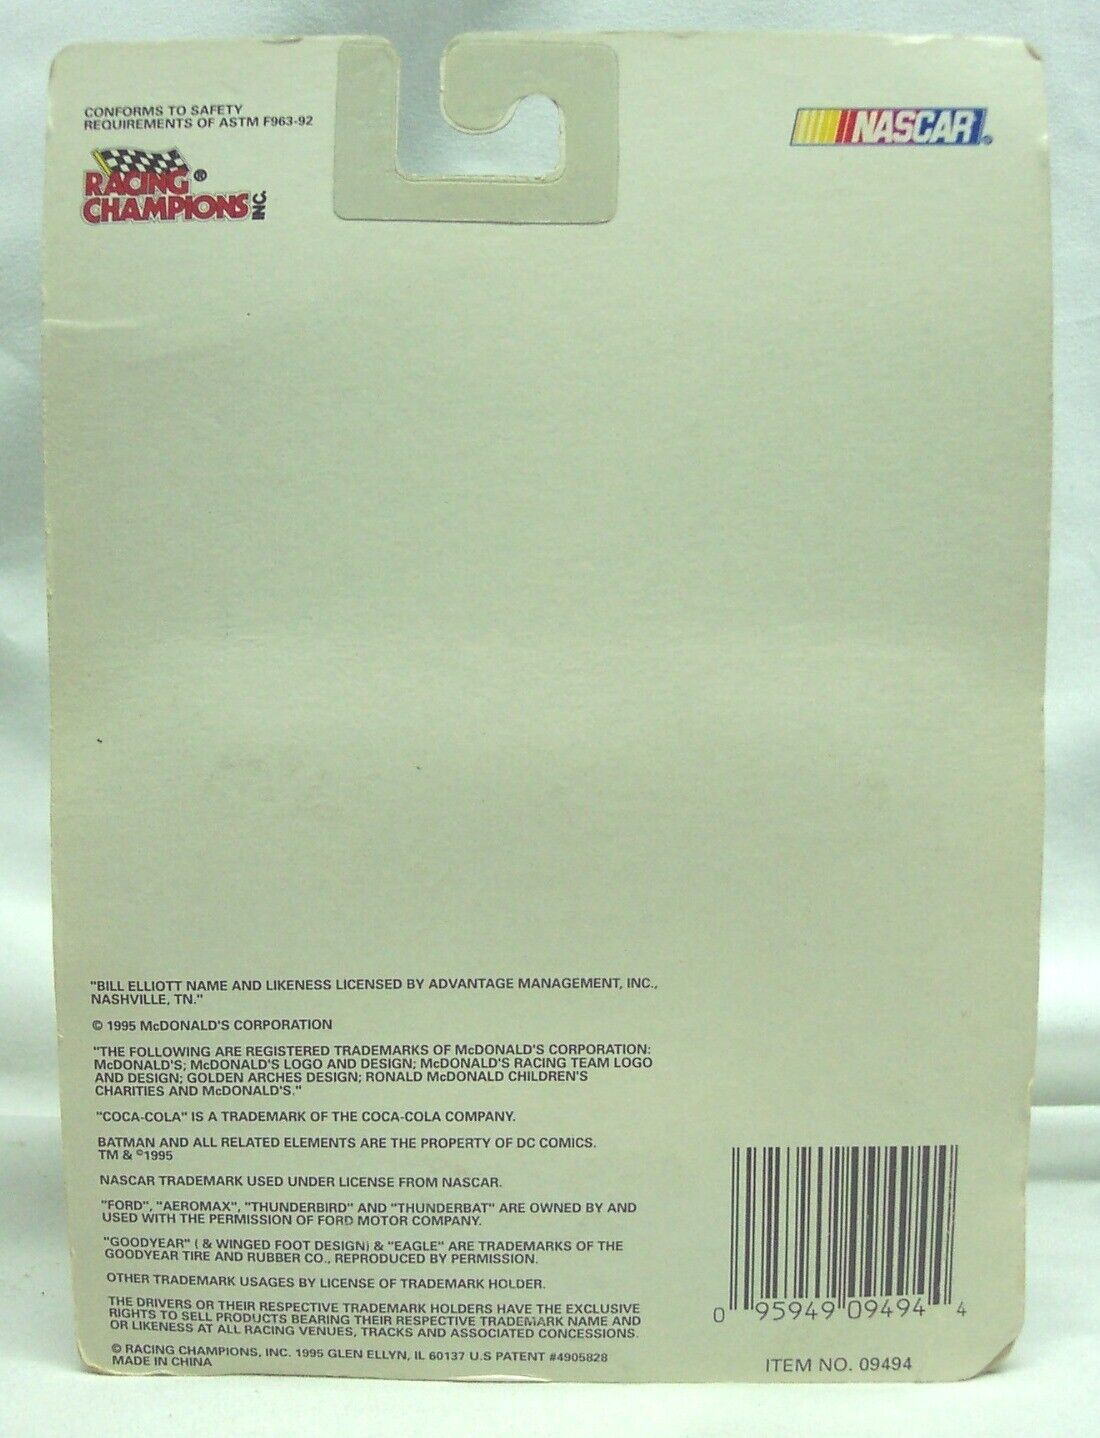 CONFORMS TO SAFETY
REQUIREMENTS OF ASTM F963-92
RACING ®
CHAMPIONS INC.
NASCAR®
"BILL ELLIOTT NAME AND LIKENESS LICENSED BY ADVANTAGE MANAGEMENT, INC.,
NASHVILLE, TN."
© 1995 McDONALD'S CORPORATION
"THE FOLLOWING ARE REGISTERED TRADEMARKS OF McDONALD'S CORPORATION:
McDONALD'S; McDONALD'S LOGO AND DESIGN; McDONALD'S RACING TEAM LOGO
AND DESIGN; GOLDEN ARCHES DESIGN; RONALD McDONALD CHILDREN'S
CHARITIES AND McDONALD'S."
"COCA-COLA" IS A TRADEMARK OF THE COCA-COLA COMPANY.
BATMAN AND ALL RELATED ELEMENTS ARE THE PROPERTY OF DC COMICS.
TM & ©1995
NASCAR TRADEMARK USED UNDER LICENSE FROM NASCAR.
"FORD", "AEROMAX", "THUNDERBIRD" AND "THUNDERBAT" ARE OWNED BY AND
USED WITH THE PERMISSION OF FORD MOTOR COMPANY.
"GOODYEAR" ( & WINGED FOOT DESIGN) & "EAGLE" ARE TRADEMARKS OF THE
GOODYEAR TIRE AND RUBBER CO., REPRODUCED BY PERMISSION.
OTHER TRADEMARK USAGES BY LICENSE OF TRADEMARK HOLDER.
THE DRIVERS OR THEIR RESPECTIVE TRADEMARK HOLDERS HAVE THE EXCLUSIVE
RIGHTS TO SELL PRODUCTS BEARING THEIR RESPECTIVE TRADEMARK NAME AND
OR LIKENESS AT ALL RACING VENUES, TRACKS AND ASSOCIATED CONCESSIONS.
© RACING CHAMPIONS, INC. 1995 GLEN ELLYN, IL 60137 U.S PATENT #4905828
MADE IN CHINA
0 95949 09494 4
ITEM NO. 09494